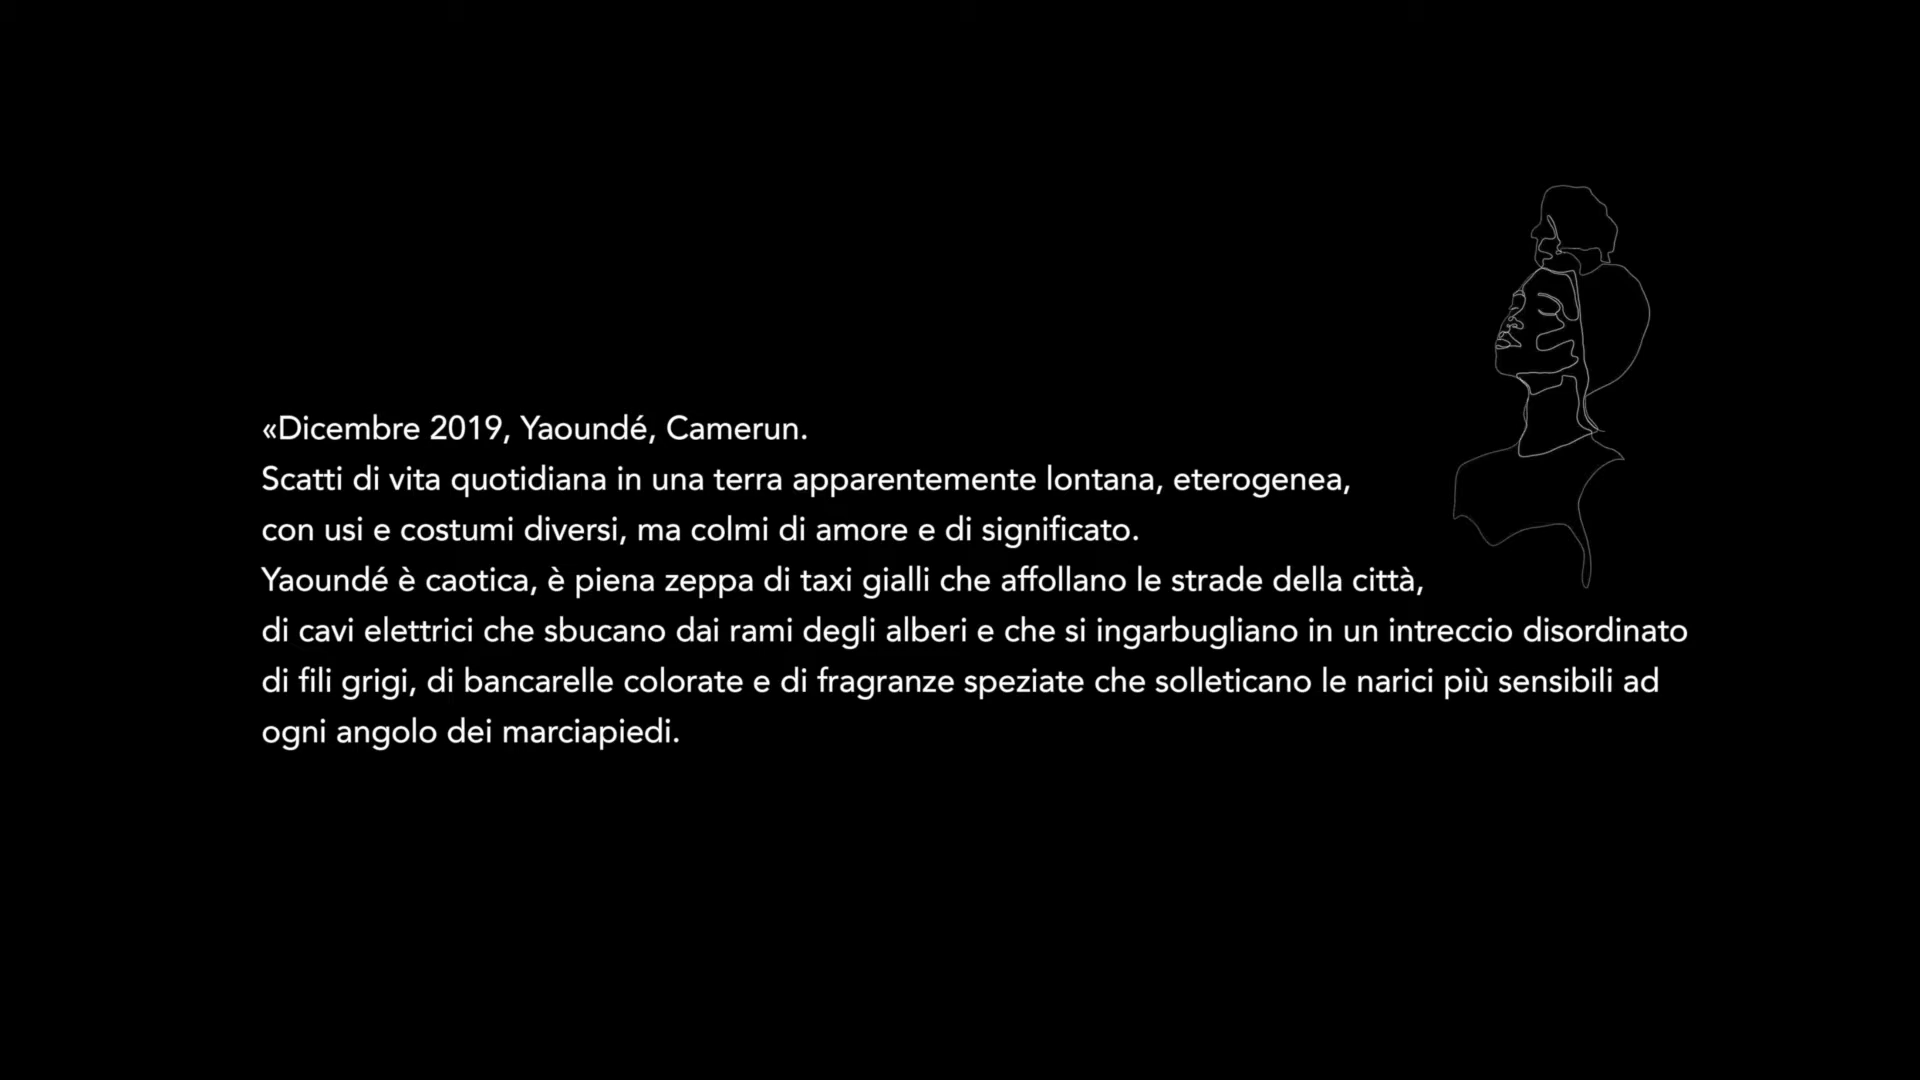 «Dicembre 2019, Yaoundé, Camerun.
Scatti di vita quotidiana in una terra apparentemente lontana, eterogenea,
con usi e costumi diversi, ma colmi di amore e di significato.
Yaoundé è caotica, è piena zeppa di taxi gialli che affollano le strade della città,
di cavi elettrici che sbucano dai rami degli alberi e che si ingarbugliano in un intreccio disordinato
di fili grigi, di bancarelle colorate e di fragranze speziate che solleticano le narici più sensibili ad
ogni angolo dei marciapiedi.